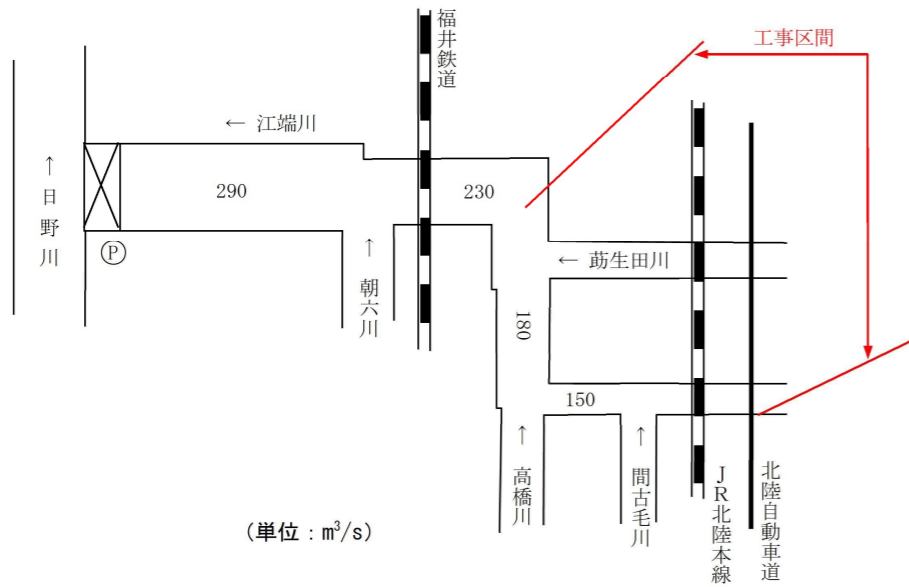 福井鉄道
工事区間
← 江端川
290
230
↑ 日野川
Ⓟ
← 莇生田川
↑ 朝六川
180
150
↑ 高橋川
↑ 間古毛川
JR北陸本線
北陸自動車道
(単位：m³/s)